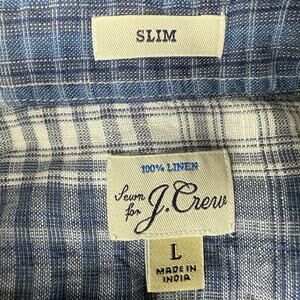 SLIM
100% LINEN
Sewn
for J.Crew
L
MADE IN
INDIA